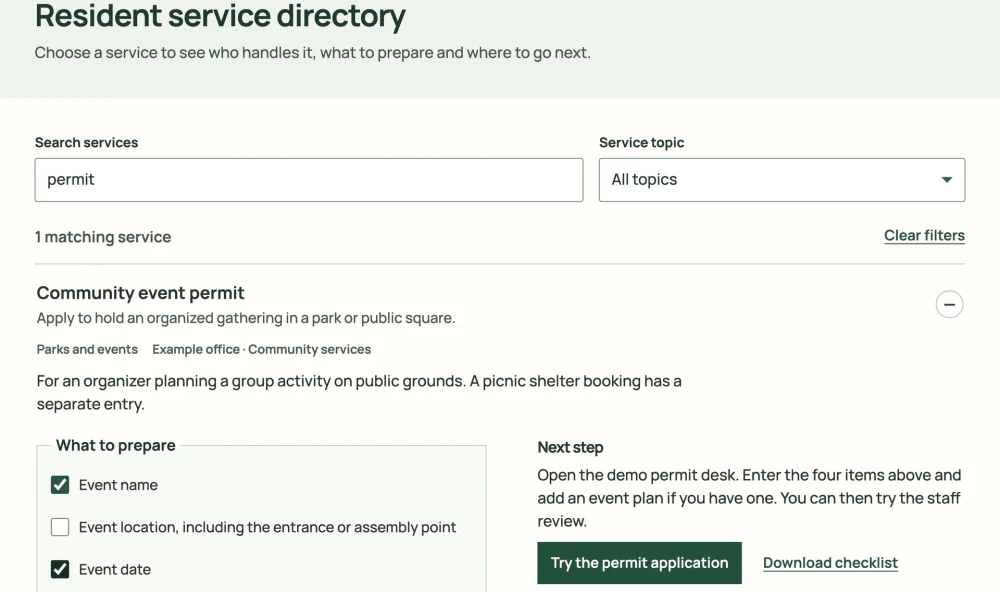 Resident service directory
Choose a service to see who handles it, what to prepare and where to go next.
Search services
permit
Service topic
All topics
1 matching service
Clear filters
Community event permit
Apply to hold an organized gathering in a park or public square.
Parks and events Example office · Community services
For an organizer planning a group activity on public grounds. A picnic shelter booking has a
separate entry.
What to prepare
Event name
Event location, including the entrance or assembly point
Event date
Next step
Open the demo permit desk. Enter the four items above and
add an event plan if you have one. You can then try the staff
review.
Try the permit application
Download checklist